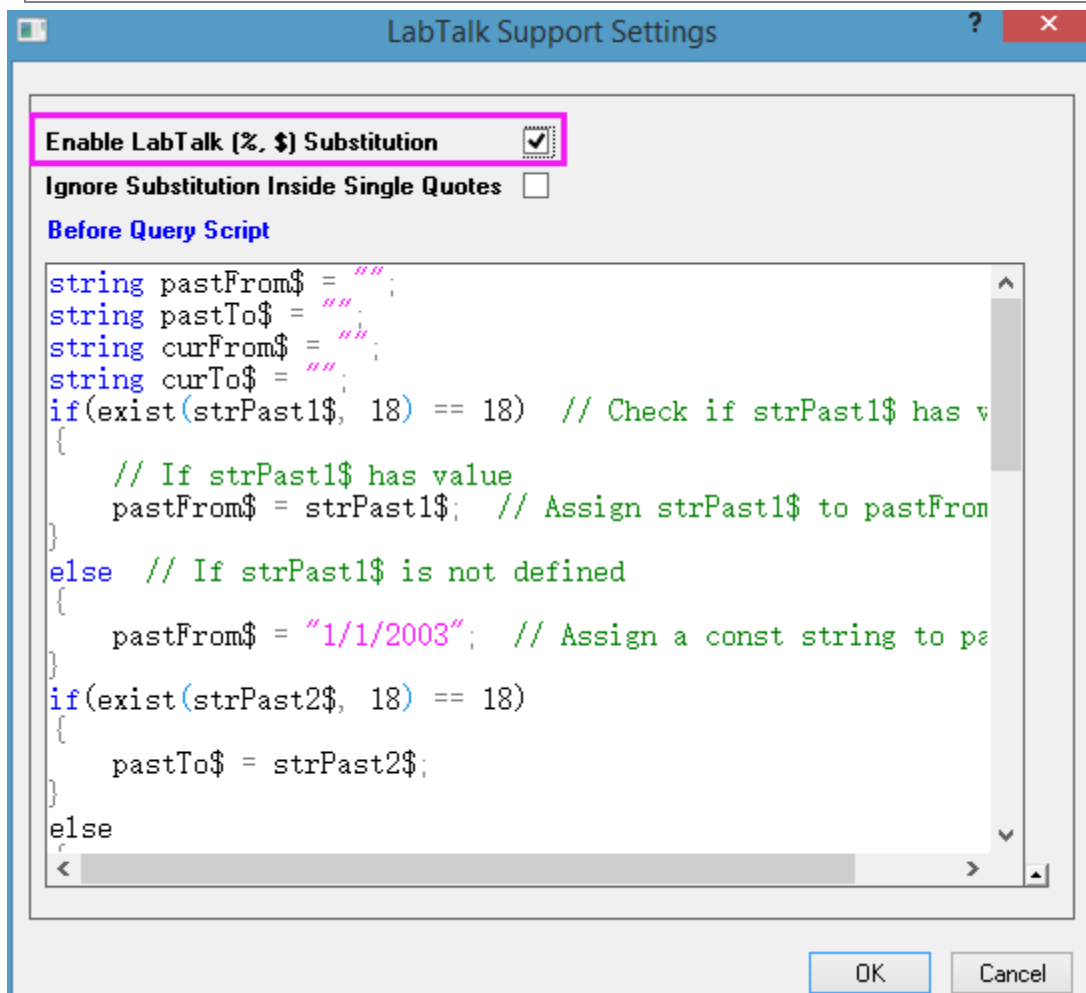 LabTalk Support Settings
? ×
Enable LabTalk (%, $) Substitution
Ignore Substitution Inside Single Quotes
Before Query Script
string pastFrom$ = "";
string pastTo$ = "";
string curFrom$ = "";
string curTo$ = "";
if(exist(strPast1$, 18) == 18)  // Check if strPast1$ has
{
    // If strPast1$ has value
    pastFrom$ = strPast1$;  // Assign strPast1$ to pastFrom
}
else  // If strPast1$ is not defined
{
    pastFrom$ = "1/1/2003";  // Assign a const string to pa
}
if(exist(strPast2$, 18) == 18)
{
    pastTo$ = strPast2$;
}
else
{
OK Cancel